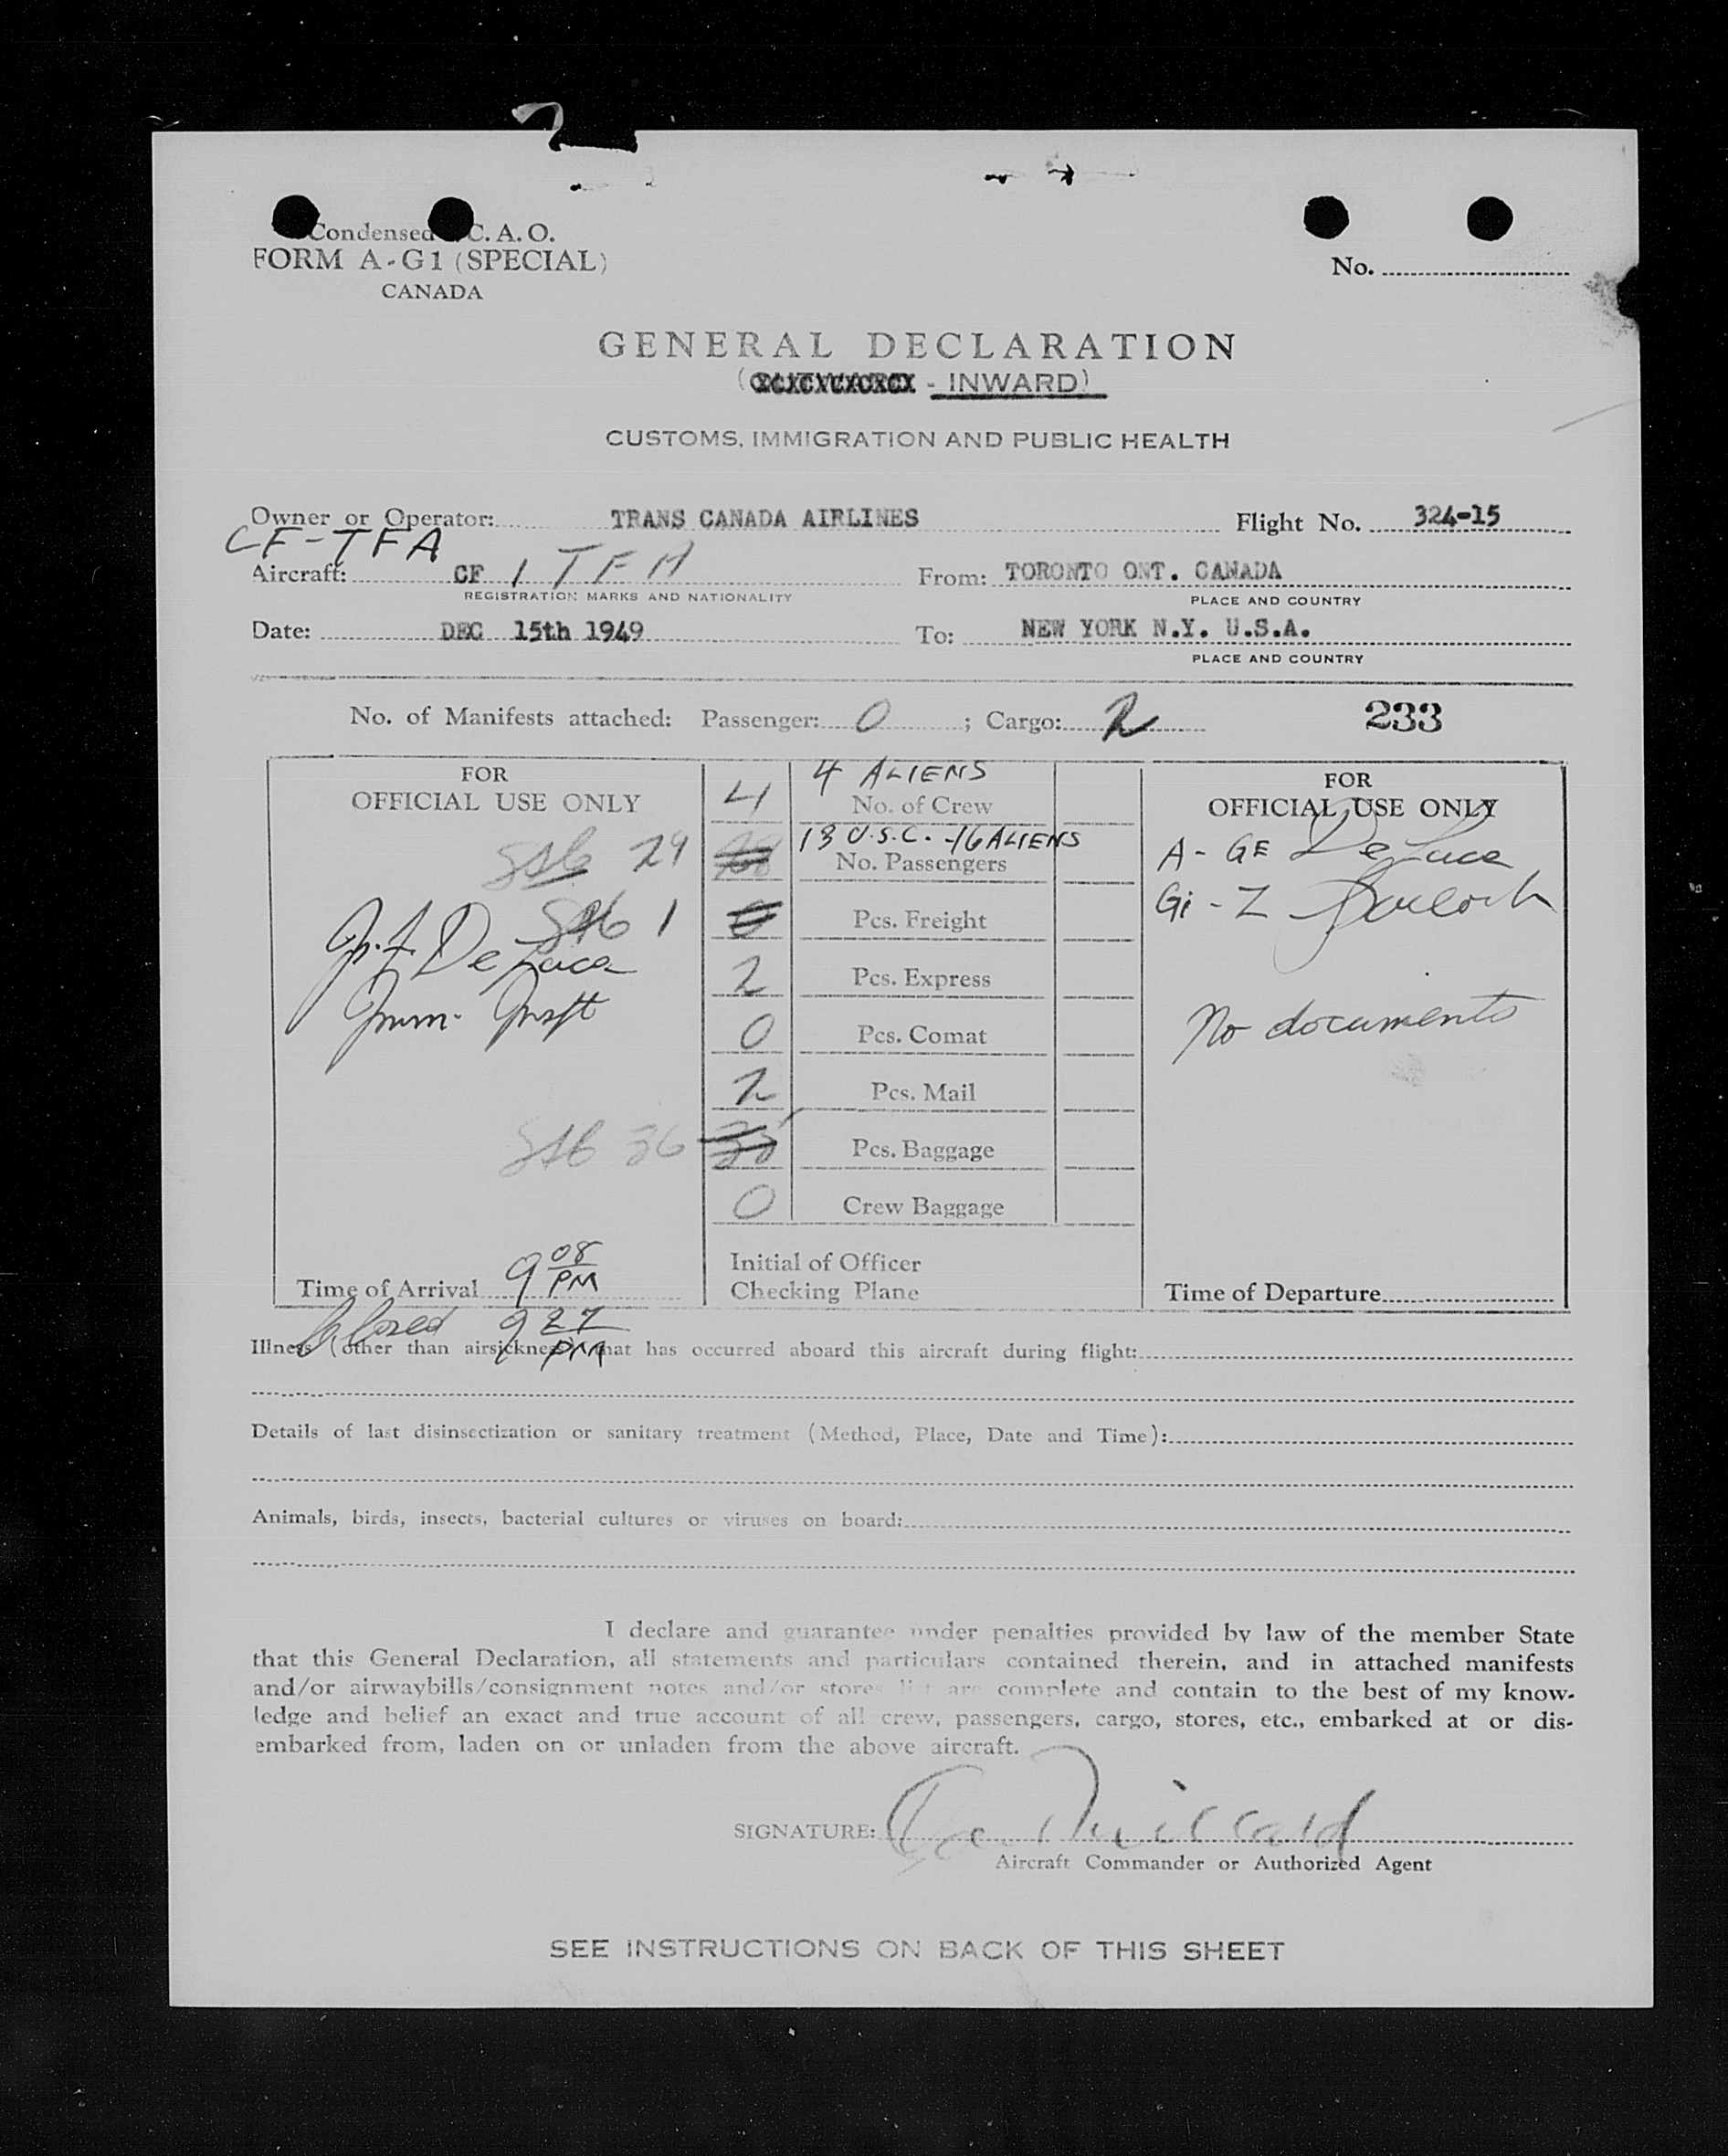 Condensed C. A. O.
FORM A-G1 (SPECIAL)
CANADA
No.
GENERAL DECLARATION
( - INWARD)
CUSTOMS, IMMIGRATION AND PUBLIC HEALTH
Owner or Operator: TRANS CANADA AIRLINES Flight No. 324-15
CF-TFA
Aircraft: CF TFA From: TORONTO ONT. CANADA
REGISTRATION MARKS AND NATIONALITY PLACE AND COUNTRY
Date: DEC 15th 1949 To: NEW YORK N.Y. U.S.A.
PLACE AND COUNTRY
No. of Manifests attached: Passenger: 0 ; Cargo: 2 233
FOR
OFFICIAL USE ONLY
4 4 ALIENS
No. of Crew
FOR
OFFICIAL USE ONLY
29 13 U.S.C. -16 ALIENS
No. Passengers
A - GE De Luca
Gi - Z
1 0 Pcs. Freight
De Luca
Imm. Inspt
2 Pcs. Express
0 Pcs. Comat
No documents
2 Pcs. Mail
36 35 Pcs. Baggage
0 Crew Baggage
Time of Arrival 9 08 PM
Initial of Officer
Checking Plane
Time of Departure
9 27 PM
Illness (other than airsickness) that has occurred aboard this aircraft during flight:
Details of last disinsectization or sanitary treatment (Method, Place, Date and Time):
Animals, birds, insects, bacterial cultures or viruses on board:
I declare and guarantee under penalties provided by law of the member State
that this General Declaration, all statements and particulars contained therein, and in attached manifests
and/or airwaybills/consignment notes and/or stores list are complete and contain to the best of my know-
ledge and belief an exact and true account of all crew, passengers, cargo, stores, etc., embarked at or dis-
embarked from, laden on or unladen from the above aircraft.
SIGNATURE:
Aircraft Commander or Authorized Agent
SEE INSTRUCTIONS ON BACK OF THIS SHEET